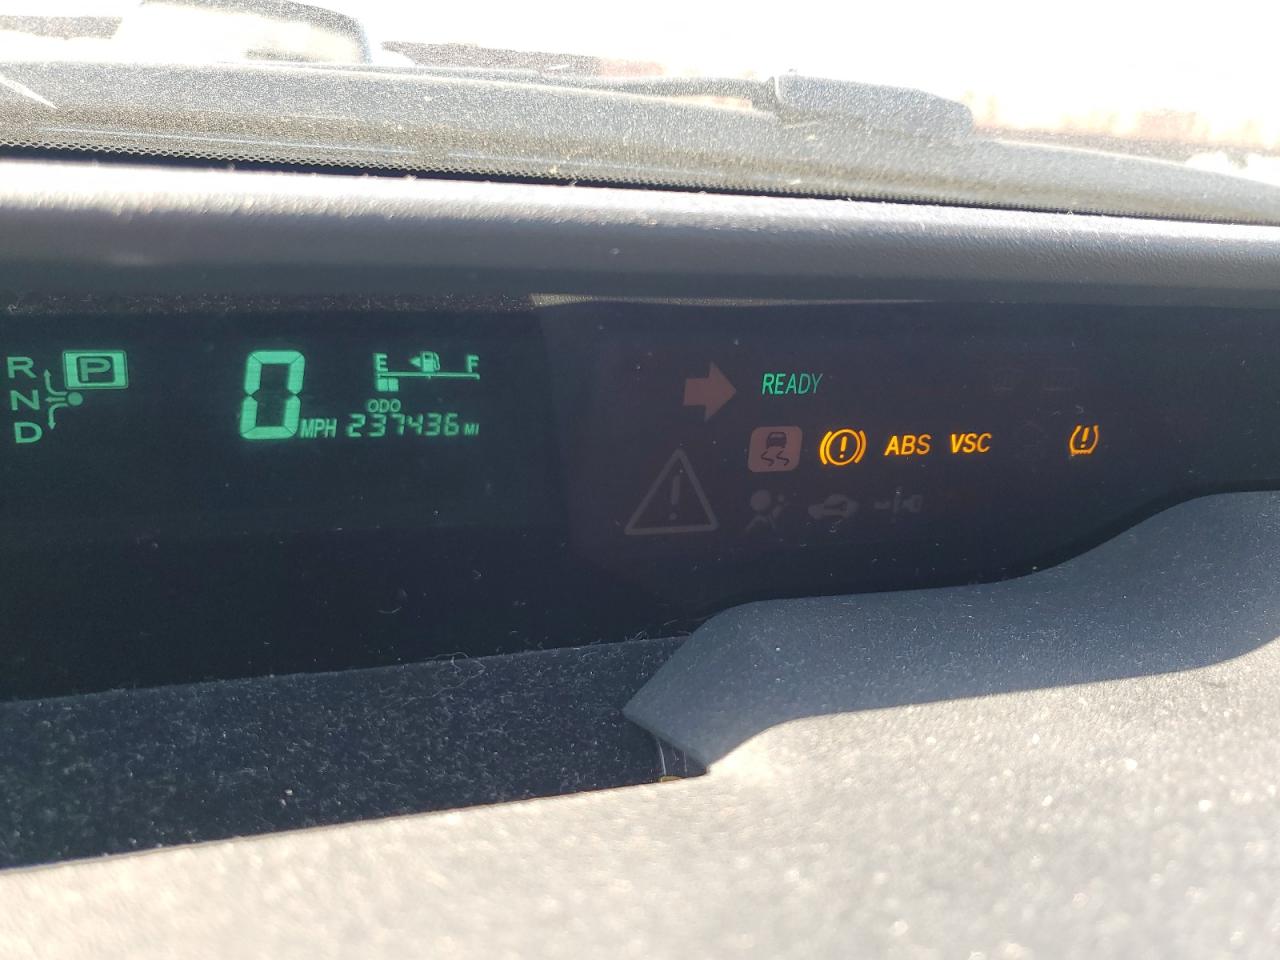 R P
N
D
0 MPH
E F
ODO
237436 MI
READY
ABS VSC